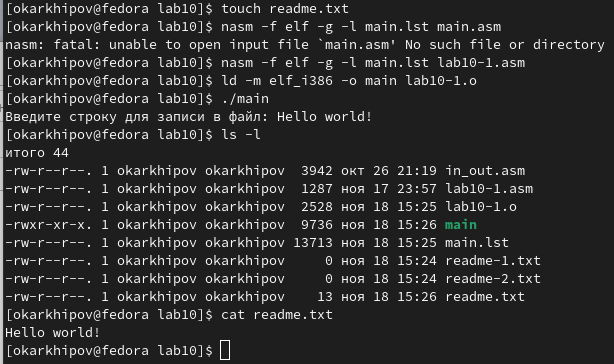 [okarkhipov@fedora lab10]$ touch readme.txt
[okarkhipov@fedora lab10]$ nasm -f elf -g -l main.lst main.asm
nasm: fatal: unable to open input file `main.asm' No such file or directory
[okarkhipov@fedora lab10]$ nasm -f elf -g -l main.lst lab10-1.asm
[okarkhipov@fedora lab10]$ ld -m elf_i386 -o main lab10-1.o
[okarkhipov@fedora lab10]$ ./main
Введите строку для записи в файл: Hello world!
[okarkhipov@fedora lab10]$ ls -l
итого 44
-rw-r--r--. 1 okarkhipov okarkhipov  3942 окт 26 21:19 in_out.asm
-rw-r--r--. 1 okarkhipov okarkhipov  1287 ноя 17 23:57 lab10-1.asm
-rw-r--r--. 1 okarkhipov okarkhipov  2528 ноя 18 15:25 lab10-1.o
-rwxr-xr-x. 1 okarkhipov okarkhipov  9736 ноя 18 15:26 main
-rw-r--r--. 1 okarkhipov okarkhipov 13713 ноя 18 15:25 main.lst
-rw-r--r--. 1 okarkhipov okarkhipov     0 ноя 18 15:24 readme-1.txt
-rw-r--r--. 1 okarkhipov okarkhipov     0 ноя 18 15:24 readme-2.txt
-rw-r--r--. 1 okarkhipov okarkhipov    13 ноя 18 15:26 readme.txt
[okarkhipov@fedora lab10]$ cat readme.txt
Hello world!
[okarkhipov@fedora lab10]$